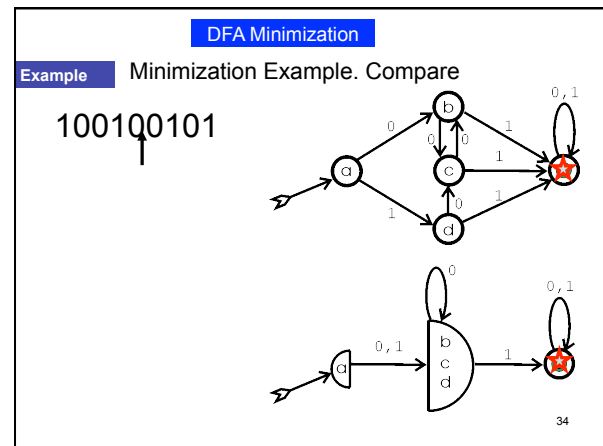 DFA Minimization
Example
Minimization Example. Compare
100100101
0,1
b
0
1
0
0
a
c
1
1
0
1
d
0
0,1
0,1
a
b
c
d
1
34